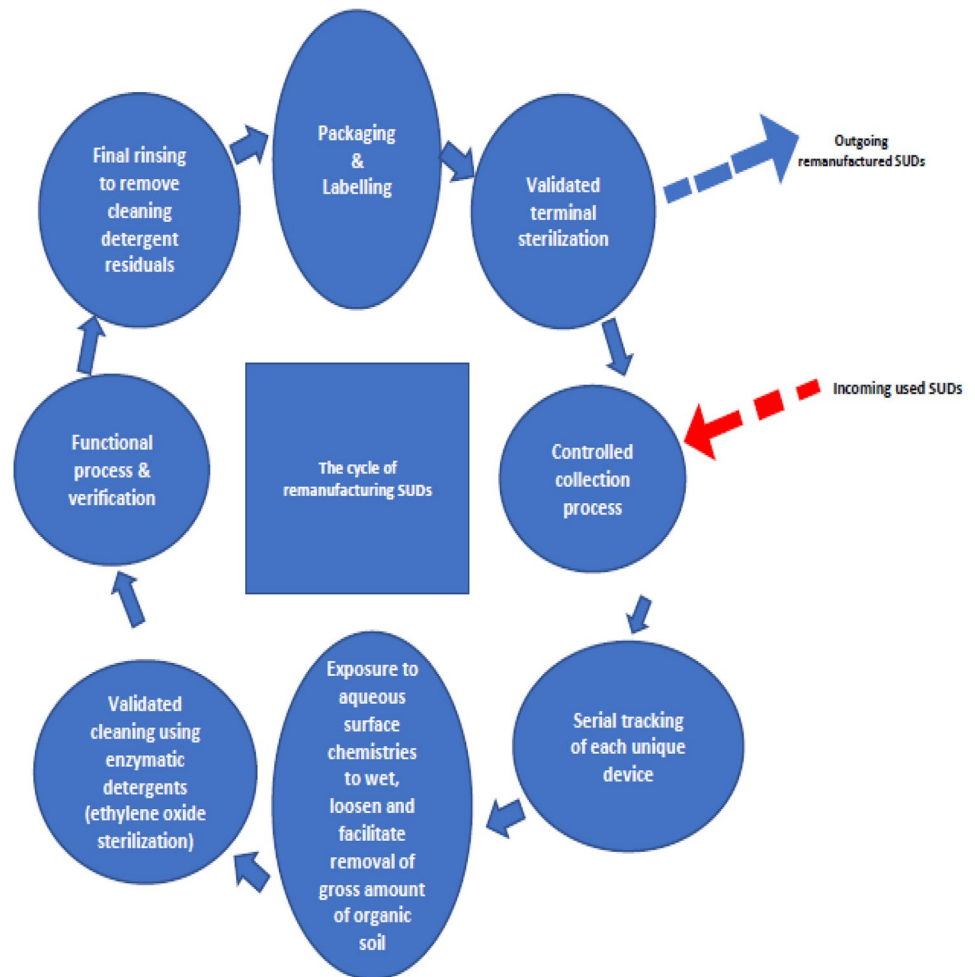 Packaging
&
Labelling
Final rinsing
to remove
cleaning
detergent
residuals
Validated
terminal
sterilization
Outgoing
remanufactured SUDs
Incoming used SUDs
Controlled
collection
process
Functional
process &
verification
The cycle of
remanufacturing SUDs
Serial tracking
of each unique
device
Exposure to
aqueous
surface
chemistries
to wet,
loosen and
facilitate
removal of
gross amount
of organic
soil
Validated
cleaning using
enzymatic
detergents
(ethylene oxide
sterilization)